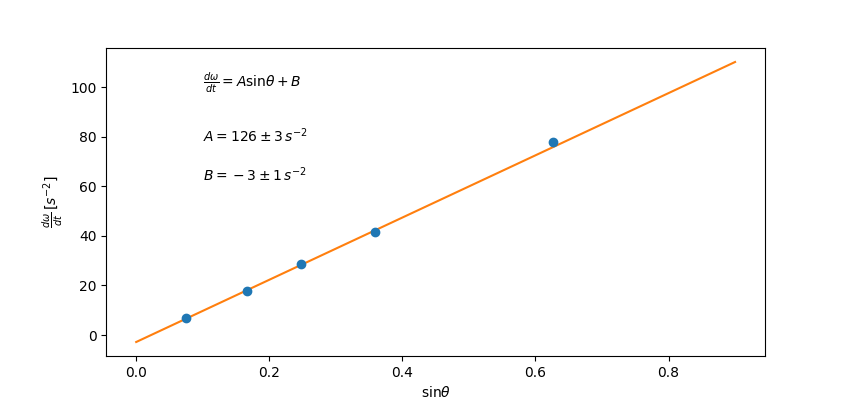 dω/dt = A sinθ + B
A = 126 ± 3 s⁻²
B = −3 ± 1 s⁻²
dω/dt [s⁻²]
100
80
60
40
20
0
0.0 0.2 0.4 0.6 0.8
sinθ